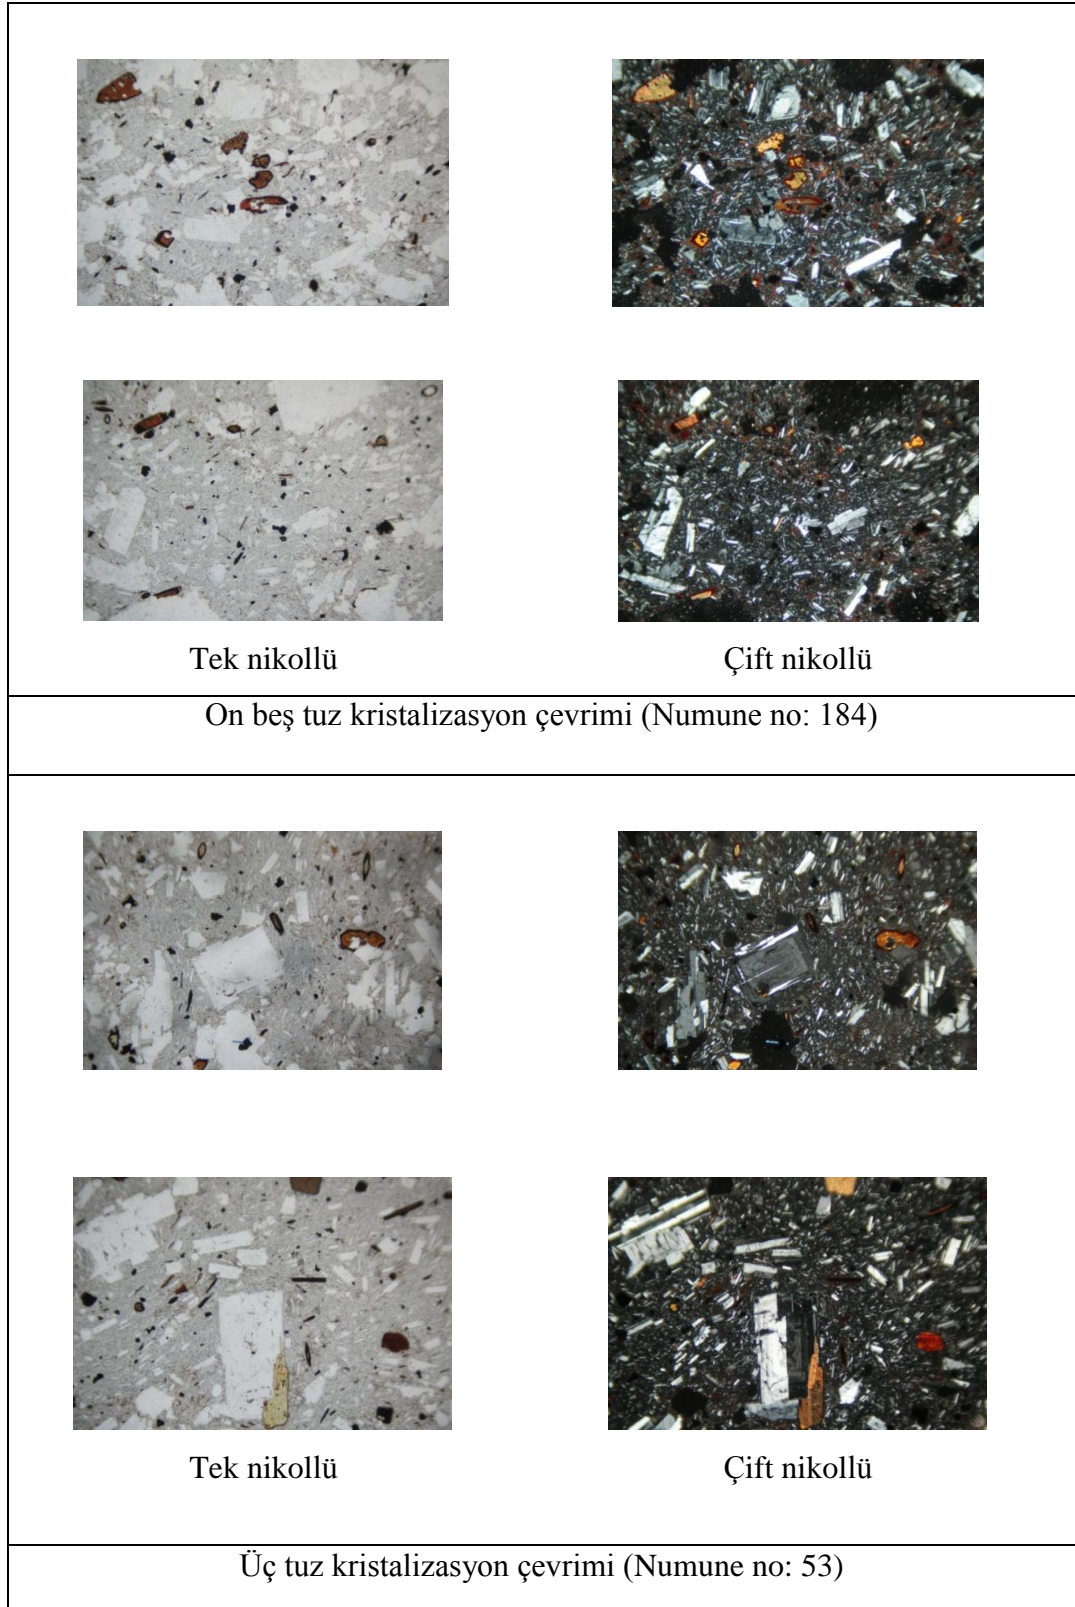 Tek nikollü
Çift nikollü
On beş tuz kristalizasyon çevrimi (Numune no: 184)
Tek nikollü
Çift nikollü
Üç tuz kristalizasyon çevrimi (Numune no: 53)